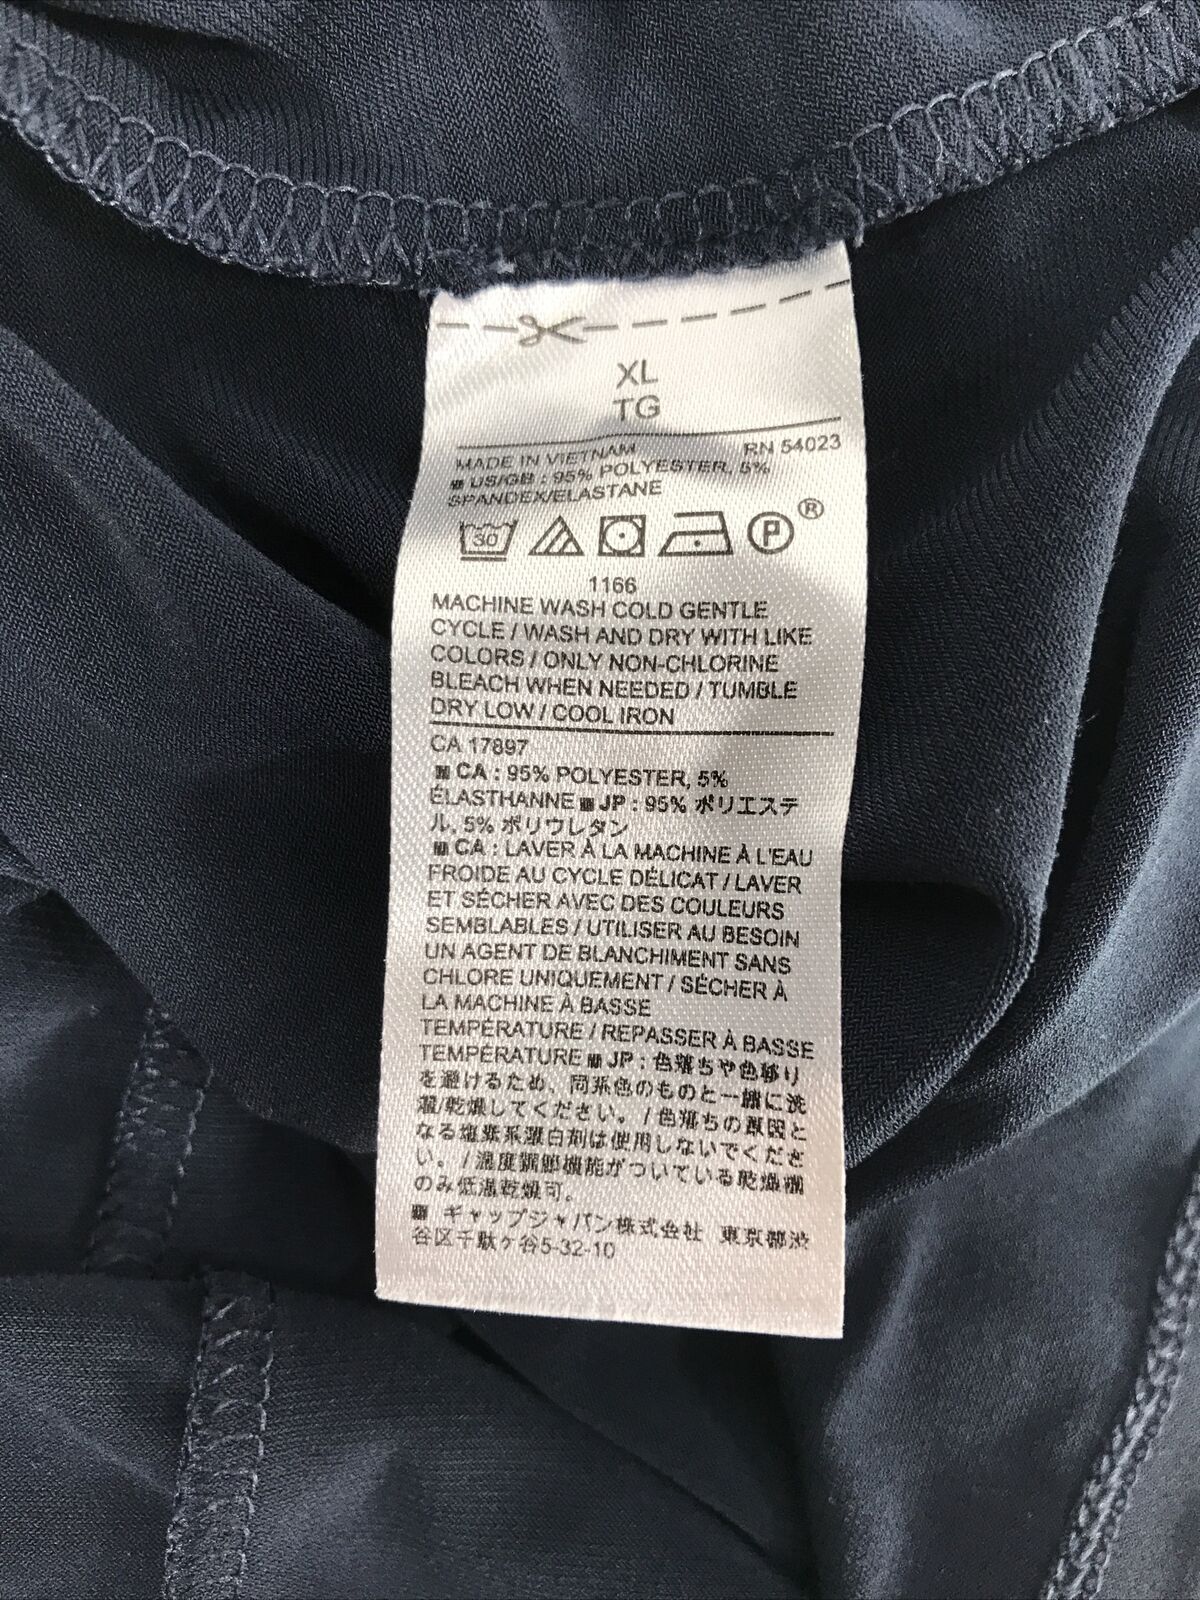 XL
TG
MADE IN VIETNAM RN 54023
US/GB : 95% POLYESTER, 5%
SPANDEX/ELASTANE
30 P ®
1166
MACHINE WASH COLD GENTLE
CYCLE / WASH AND DRY WITH LIKE
COLORS / ONLY NON-CHLORINE
BLEACH WHEN NEEDED / TUMBLE
DRY LOW / COOL IRON
CA 17897
CA : 95% POLYESTER, 5%
ÉLASTHANNE JP : 95% ポリエステ
ル, 5% ポリウレタン
CA : LAVER À LA MACHINE À L'EAU
FROIDE AU CYCLE DÉLICAT / LAVER
ET SÉCHER AVEC DES COULEURS
SEMBLABLES / UTILISER AU BESOIN
UN AGENT DE BLANCHIMENT SANS
CHLORE UNIQUEMENT / SÉCHER À
LA MACHINE À BASSE
TEMPÉRATURE / REPASSER À BASSE
TEMPÉRATURE JP : 色落ちや色移り
を避けるため、同系色のものと一緒に洗
濯/乾燥してください。 / 色落ちの原因と
なる塩素系漂白剤は使用しないでくださ
い。 / 温度調節機能がついている乾燥機
のみ低温乾燥可。
ギャップジャパン株式会社 東京都渋
谷区千駄ヶ谷5-32-10